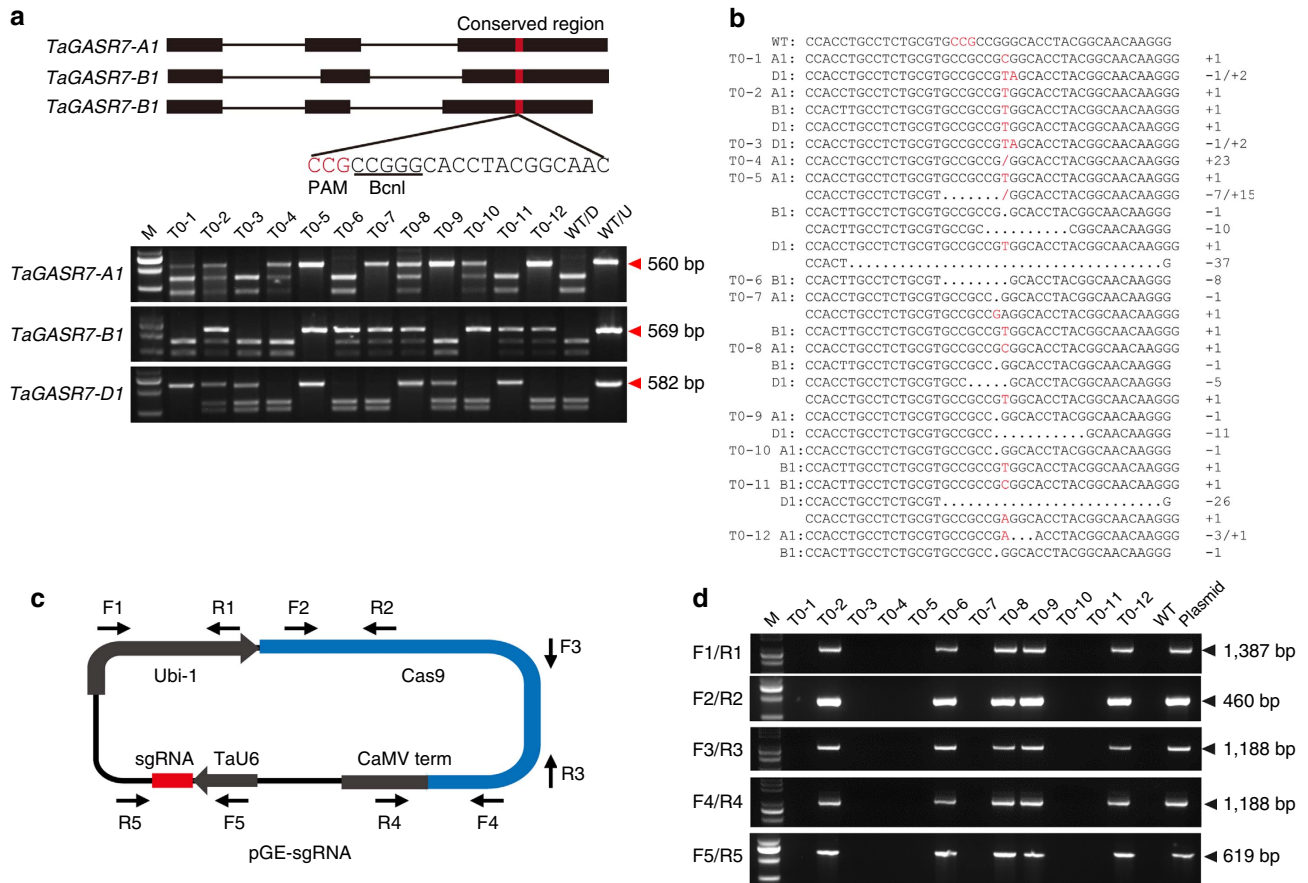 a
Conserved region
TaGASR7-A1
TaGASR7-B1
TaGASR7-B1
CCGCCGGGCACCTACGGCAAC
PAM BcnI
M T0-1 T0-2 T0-3 T0-4 T0-5 T0-6 T0-7 T0-8 T0-9 T0-10 T0-11 T0-12 WT/D WT/U
TaGASR7-A1 560 bp
TaGASR7-B1 569 bp
TaGASR7-D1 582 bp
b
WT: CCACCTGCCTCTGCGTGCCGCCGGGCACCTACGGCAACAAGGG
T0-1 A1: CCACCTGCCTCTGCGTGCCGCCGCGGCACCTACGGCAACAAGGG +1
D1: CCACCTGCCTCTGCGTGCCGCCGTAGCACCTACGGCAACAAGGG -1/+2
T0-2 A1: CCACCTGCCTCTGCGTGCCGCCGTGGCACCTACGGCAACAAGGG +1
B1: CCACTTGCCTCTGCGTGCCGCCGTGGCACCTACGGCAACAAGGG +1
D1: CCACCTGCCTCTGCGTGCCGCCGTGGCACCTACGGCAACAAGGG +1
T0-3 D1: CCACCTGCCTCTGCGTGCCGCCGTAGCACCTACGGCAACAAGGG -1/+2
T0-4 A1: CCACCTGCCTCTGCGTGCCGCCG/GGCACCTACGGCAACAAGGG +23
T0-5 A1: CCACCTGCCTCTGCGTGCCGCCGTGGCACCTACGGCAACAAGGG +1
CCACCTGCCTCTGCGT......./GGCACCTACGGCAACAAGGG -7/+15
B1: CCACTTGCCTCTGCGTGCCGCCG.GCACCTACGGCAACAAGGG -1
CCACTTGCCTCTGCGTGCCGC..........CGGCAACAAGGG -10
D1: CCACCTGCCTCTGCGTGCCGCCGTGGCACCTACGGCAACAAGGG +1
CCACCT.....................................G -37
T0-6 B1: CCACTTGCCTCTGCGT........GGCACCTACGGCAACAAGGG -8
T0-7 A1: CCACCTGCCTCTGCGTGCCGCC.GGCACCTACGGCAACAAGGG -1
CCACCTGCCTCTGCGTGCCGCCGAGGCACCTACGGCAACAAGGG +1
B1: CCACTTGCCTCTGCGTGCCGCCGTGGCACCTACGGCAACAAGGG +1
T0-8 A1: CCACCTGCCTCTGCGTGCCGCCGCGGCACCTACGGCAACAAGGG +1
B1: CCACTTGCCTCTGCGTGCCGCC.GGCACCTACGGCAACAAGGG -1
D1: CCACCTGCCTCTGCGTGCC.....GCACCTACGGCAACAAGGG -5
CCACCTGCCTCTGCGTGCCGCCGTGGCACCTACGGCAACAAGGG +1
T0-9 A1: CCACCTGCCTCTGCGTGCCGCC.GGCACCTACGGCAACAAGGG -1
D1: CCACCTGCCTCTGCGTGCCGCC...........GCAACAAGGG -11
T0-10 A1:CCACCTGCCTCTGCGTGCCGCC.GGCACCTACGGCAACAAGGG -1
B1:CCACTTGCCTCTGCGTGCCGCCGTGGCACCTACGGCAACAAGGG +1
T0-11 B1:CCACTTGCCTCTGCGTGCCGCCGCGGCACCTACGGCAACAAGGG +1
D1:CCACCTGCCTCTGCGT..........................G -26
CCACCTGCCTCTGCGTGCCGCCGAGGCACCTACGGCAACAAGGG +1
T0-12 A1:CCACCTGCCTCTGCGTGCCGCCGA...ACCTACGGCAACAAGGG -3/+1
B1:CCACTTGCCTCTGCGTGCCGCC.GGCACCTACGGCAACAAGGG -1
c
F1 R1 F2 R2
F3
Ubi-1 Cas9
sgRNA TaU6 CaMV term
R3
R5 F5 R4 F4
pGE-sgRNA
d
M T0-1 T0-2 T0-3 T0-4 T0-5 T0-6 T0-7 T0-8 T0-9 T0-10 T0-11 T0-12 WT Plasmid
F1/R1 1,387 bp
F2/R2 460 bp
F3/R3 1,188 bp
F4/R4 1,188 bp
F5/R5 619 bp